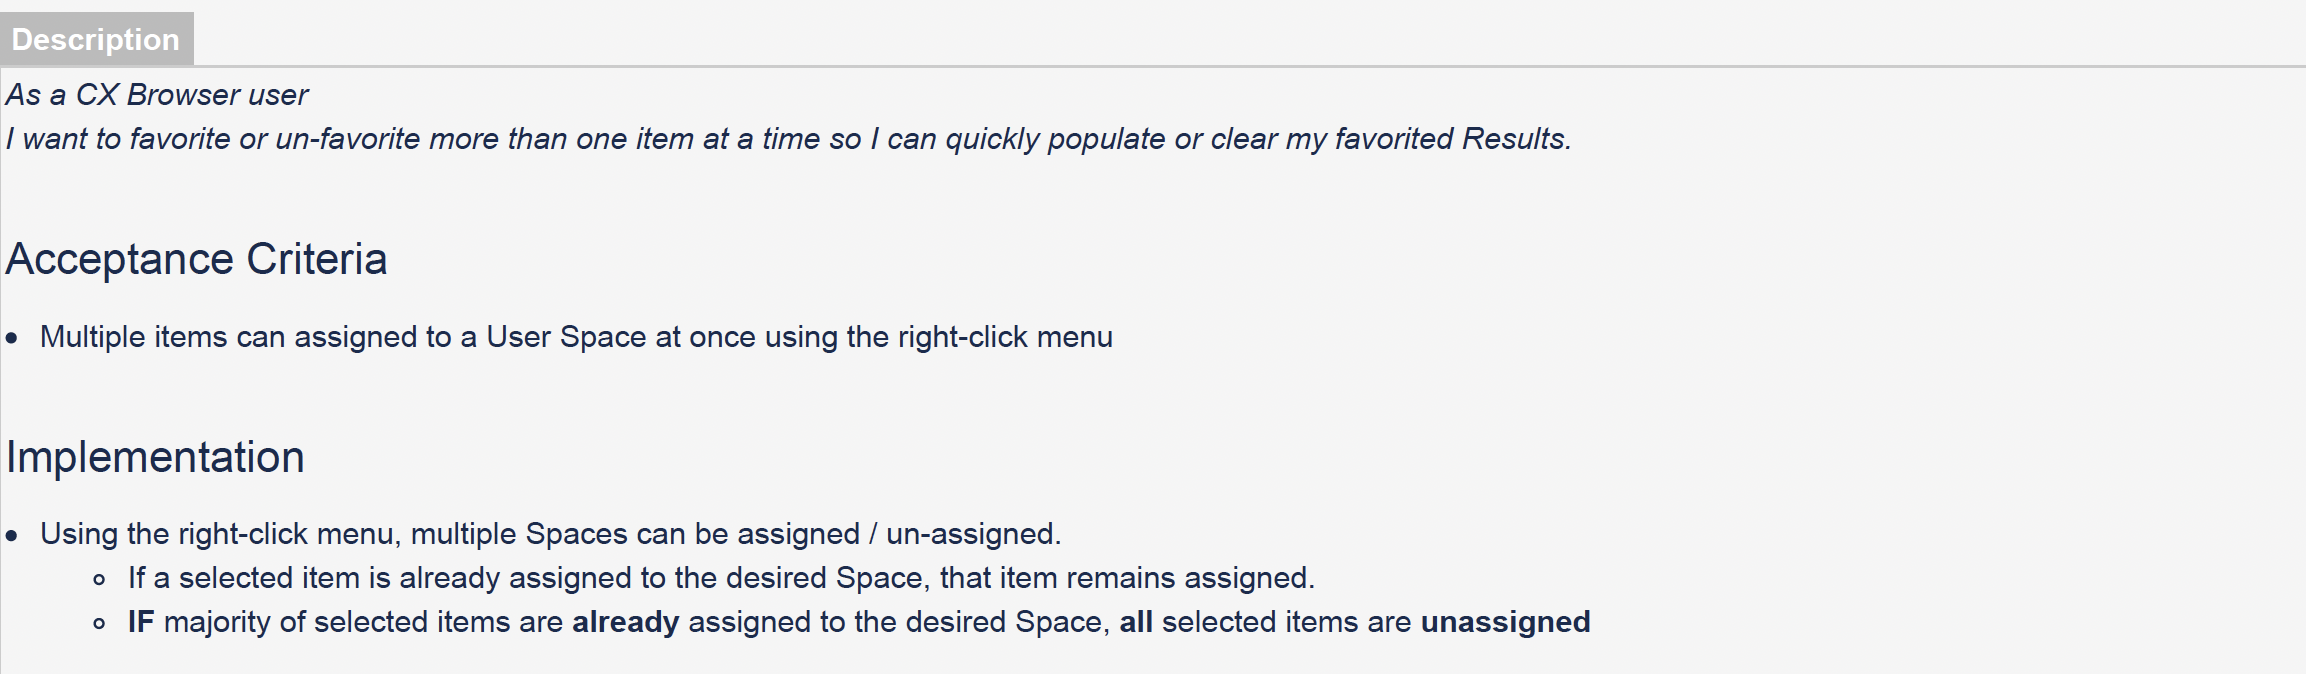 Description
As a CX Browser user
I want to favorite or un-favorite more than one item at a time so I can quickly populate or clear my favorited Results.
Acceptance Criteria
• Multiple items can assigned to a User Space at once using the right-click menu
Implementation
• Using the right-click menu, multiple Spaces can be assigned / un-assigned.
◦ If a selected item is already assigned to the desired Space, that item remains assigned.
◦ IF majority of selected items are already assigned to the desired Space, all selected items are unassigned